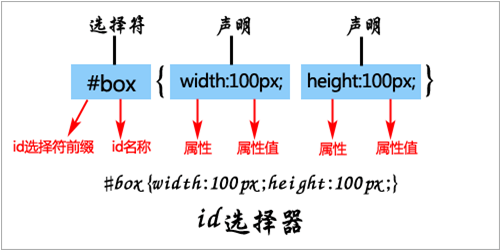 选择符 声明 声明
#box { width:100px; height:100px; }
id选择符前缀 id名称 属性 属性值 属性 属性值
#box{width:100px;height:100px;}
id选择器